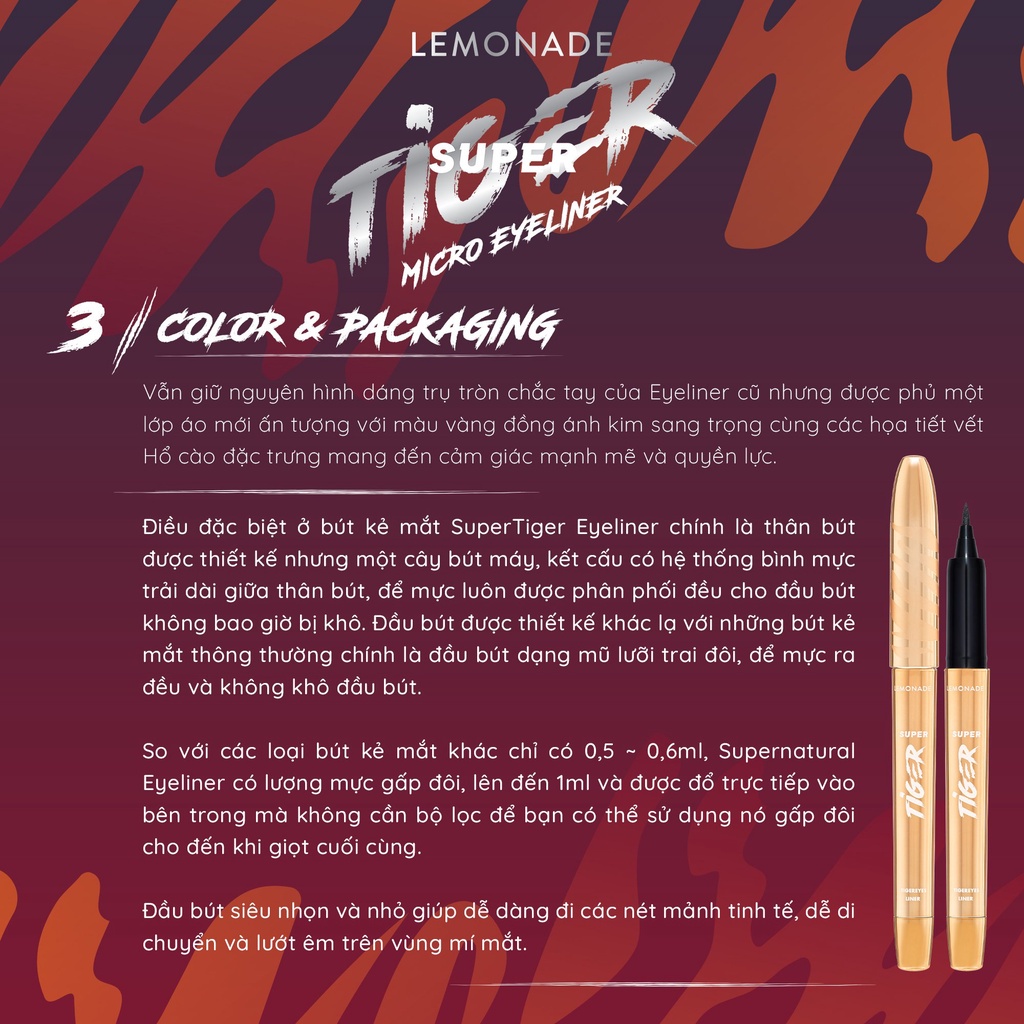 LEMONADE
SUPER
TiGER
MICRO EYELINER
3 / COLOR & PACKAGING
Vẫn giữ nguyên hình dáng trụ tròn chắc tay của Eyeliner cũ nhưng được phủ một
lớp áo mới ấn tượng với màu vàng đồng ánh kim sang trọng cùng các họa tiết vết
Hổ cào đặc trưng mang đến cảm giác mạnh mẽ và quyền lực.
Điều đặc biệt ở bút kẻ mắt SuperTiger Eyeliner chính là thân bút
được thiết kế nhưng một cây bút máy, kết cấu có hệ thống bình mực
trải dài giữa thân bút, để mực luôn được phân phối đều cho đầu bút
không bao giờ bị khô. Đầu bút được thiết kế khác lạ với những bút kẻ
mắt thông thường chính là đầu bút dạng mũ lưỡi trai đôi, để mực ra
đều và không khô đầu bút.
So với các loại bút kẻ mắt khác chỉ có 0,5 ~ 0,6ml, Supernatural
Eyeliner có lượng mực gấp đôi, lên đến 1ml và được đổ trực tiếp vào
bên trong mà không cần bộ lọc để bạn có thể sử dụng nó gấp đôi
cho đến khi giọt cuối cùng.
Đầu bút siêu nhọn và nhỏ giúp dễ dàng đi các nét mảnh tinh tế, dễ di
chuyển và lướt êm trên vùng mí mắt.
LEMONADE
SUPER
TiGER
LINER
LEMONADE
SUPER
TiGER
LINER